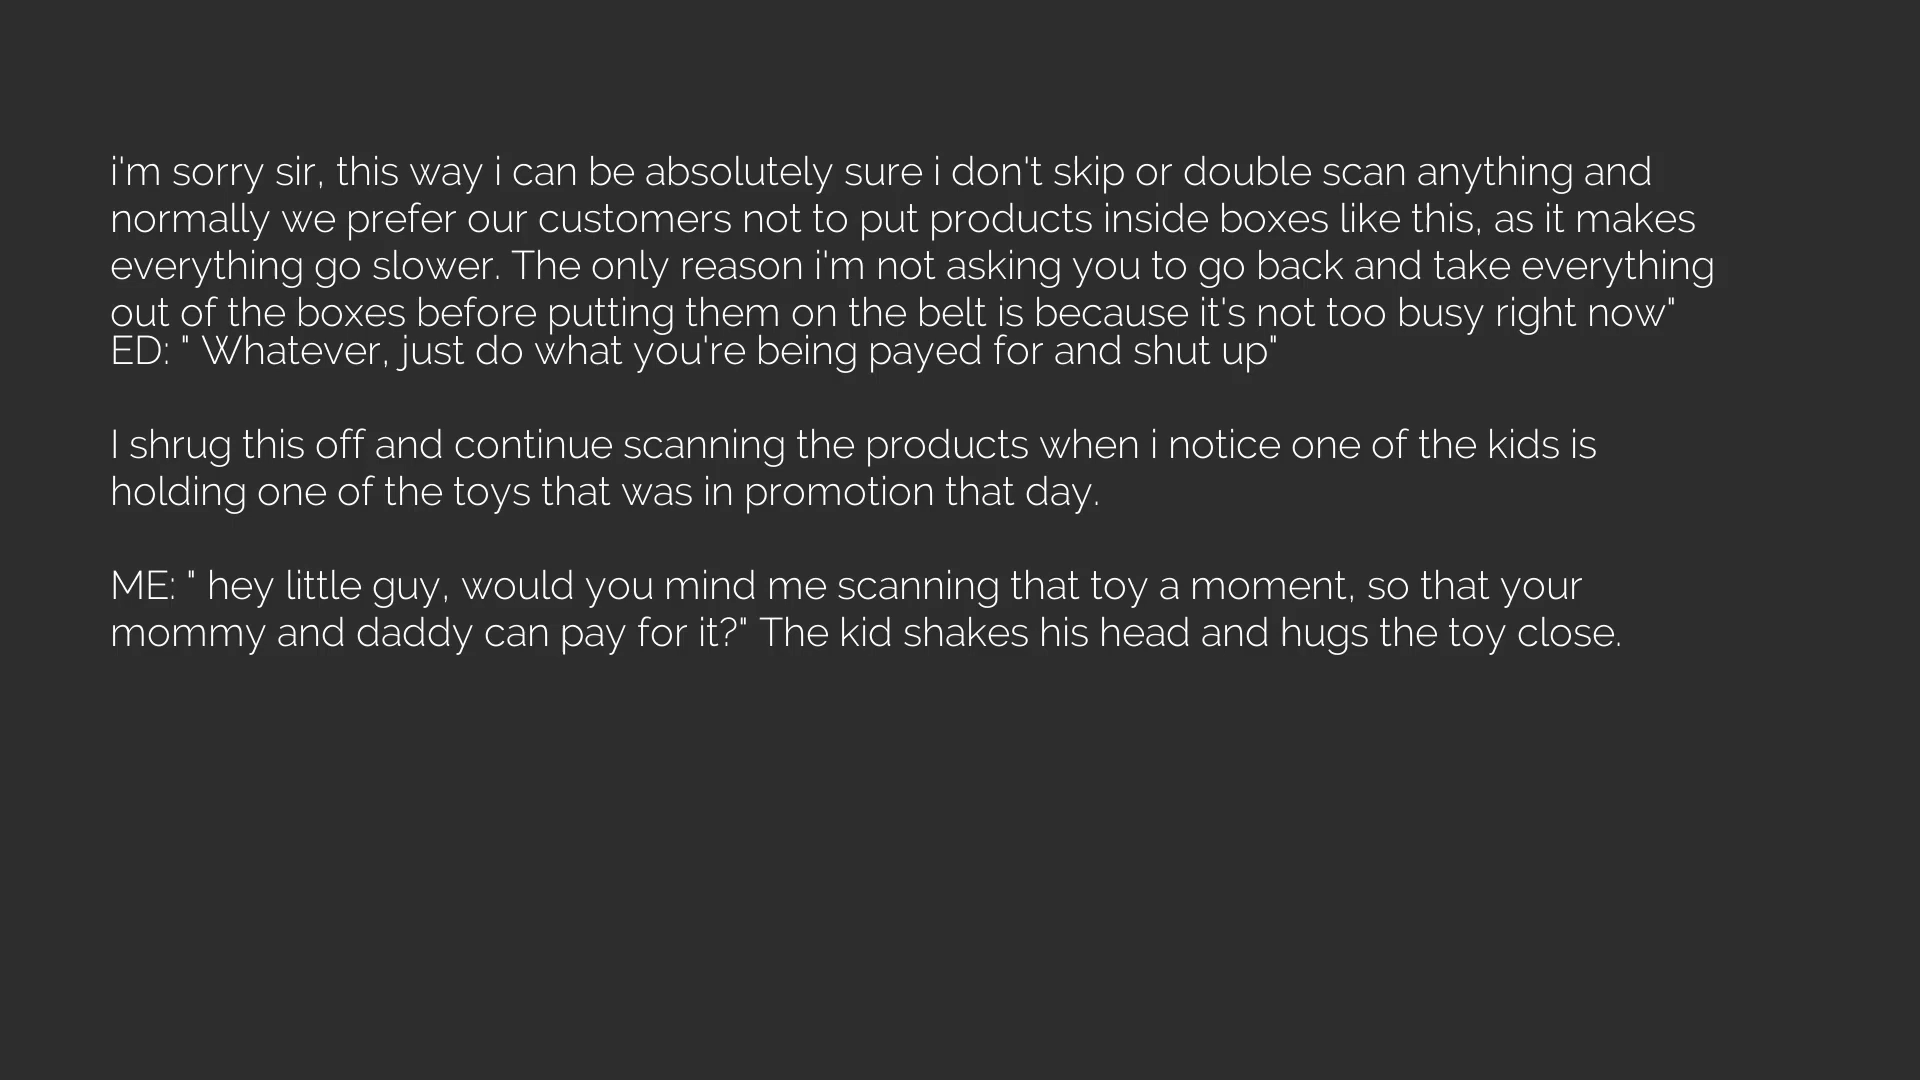 i'm sorry sir, this way i can be absolutely sure i don't skip or double scan anything and
normally we prefer our customers not to put products inside boxes like this, as it makes
everything go slower. The only reason i'm not asking you to go back and take everything
out of the boxes before putting them on the belt is because it's not too busy right now"
ED: " Whatever, just do what you're being payed for and shut up"
I shrug this off and continue scanning the products when i notice one of the kids is
holding one of the toys that was in promotion that day.
ME: " hey little guy, would you mind me scanning that toy a moment, so that your
mommy and daddy can pay for it?" The kid shakes his head and hugs the toy close.